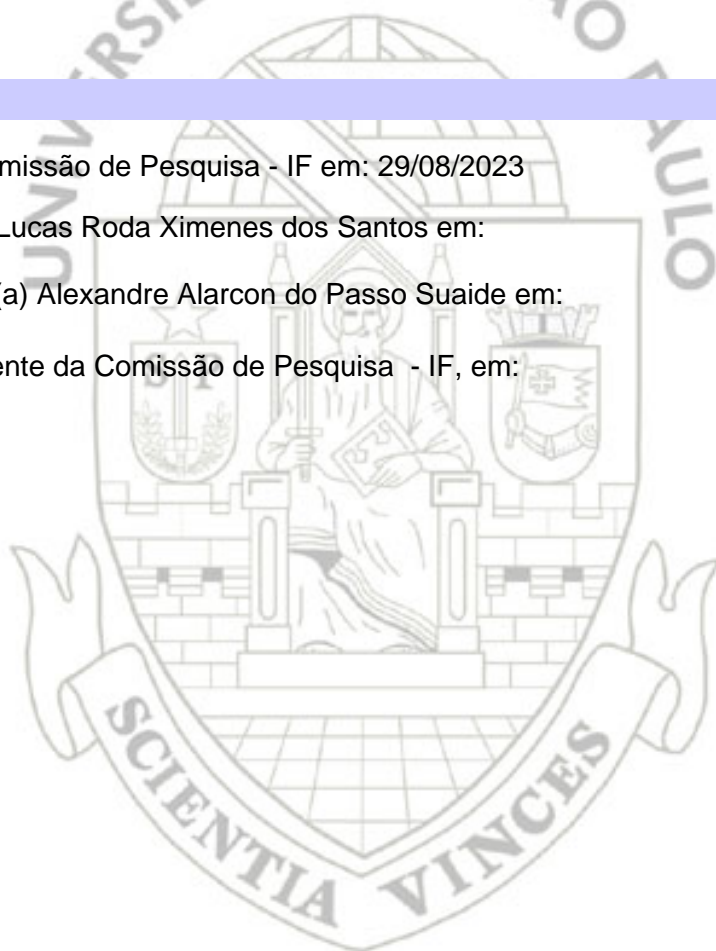 missão de Pesquisa - IF em: 29/08/2023
Lucas Roda Ximenes dos Santos em:
(a) Alexandre Alarcon do Passo Suaide em:
ente da Comissão de Pesquisa - IF, em:
S P
SCIENTIA VINCES